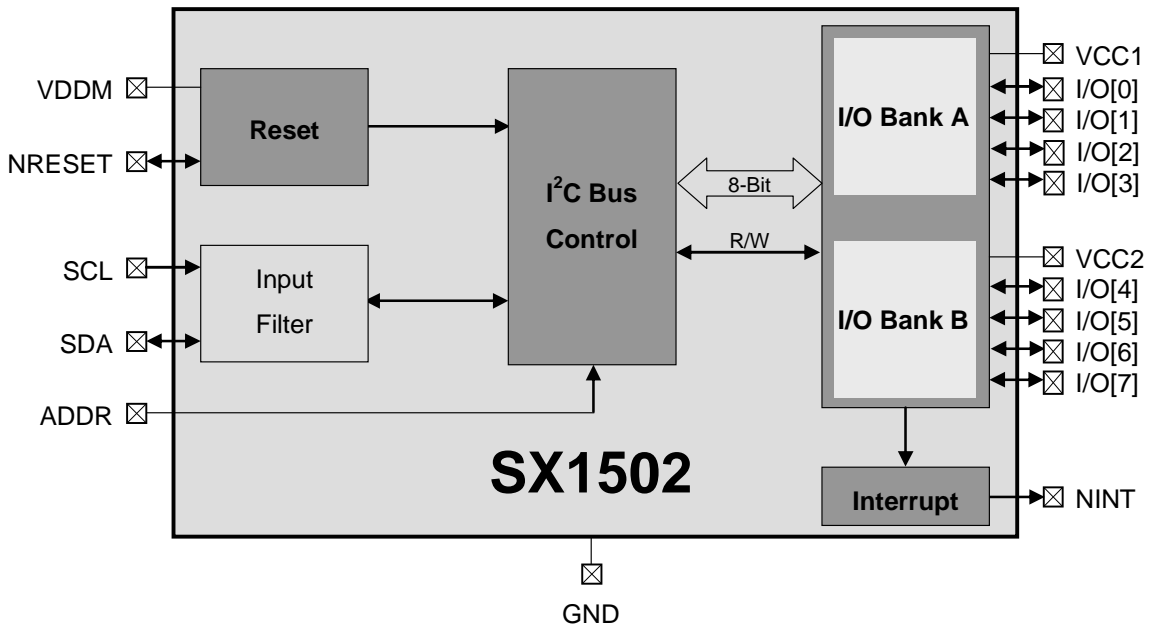 VDDM
NRESET
SCL
SDA
ADDR
Reset
Input
Filter
I²C Bus
Control
8-Bit
R/W
I/O Bank A
I/O Bank B
VCC1
I/O[0]
I/O[1]
I/O[2]
I/O[3]
VCC2
I/O[4]
I/O[5]
I/O[6]
I/O[7]
SX1502
Interrupt
NINT
GND